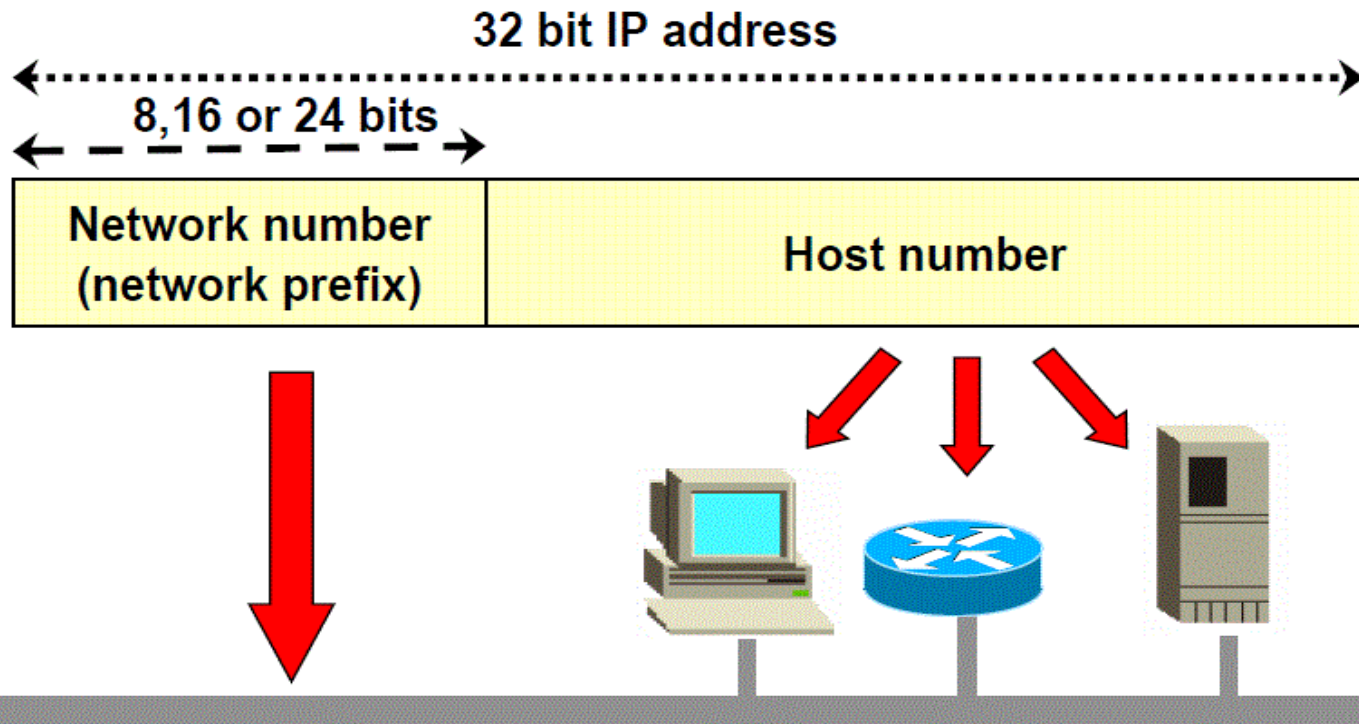 32 bit IP address
8,16 or 24 bits
Network number
(network prefix)
Host number